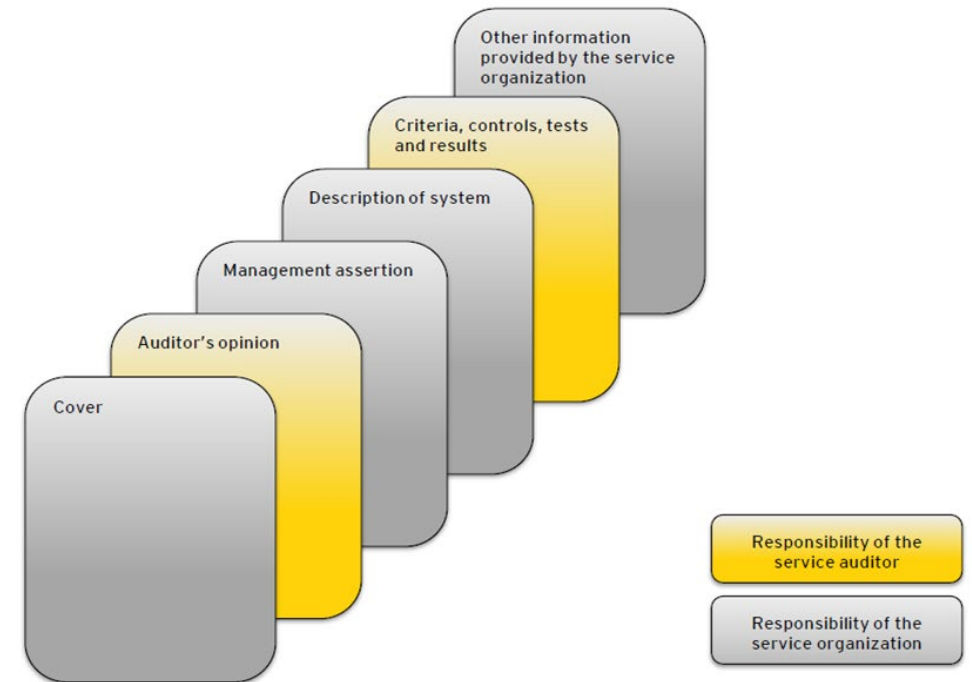 Other information
provided by the service
organization
Criteria, controls, tests
and results
Description of system
Management assertion
Auditor's opinion
Cover
Responsibility of the
service auditor
Responsibility of the
service organization